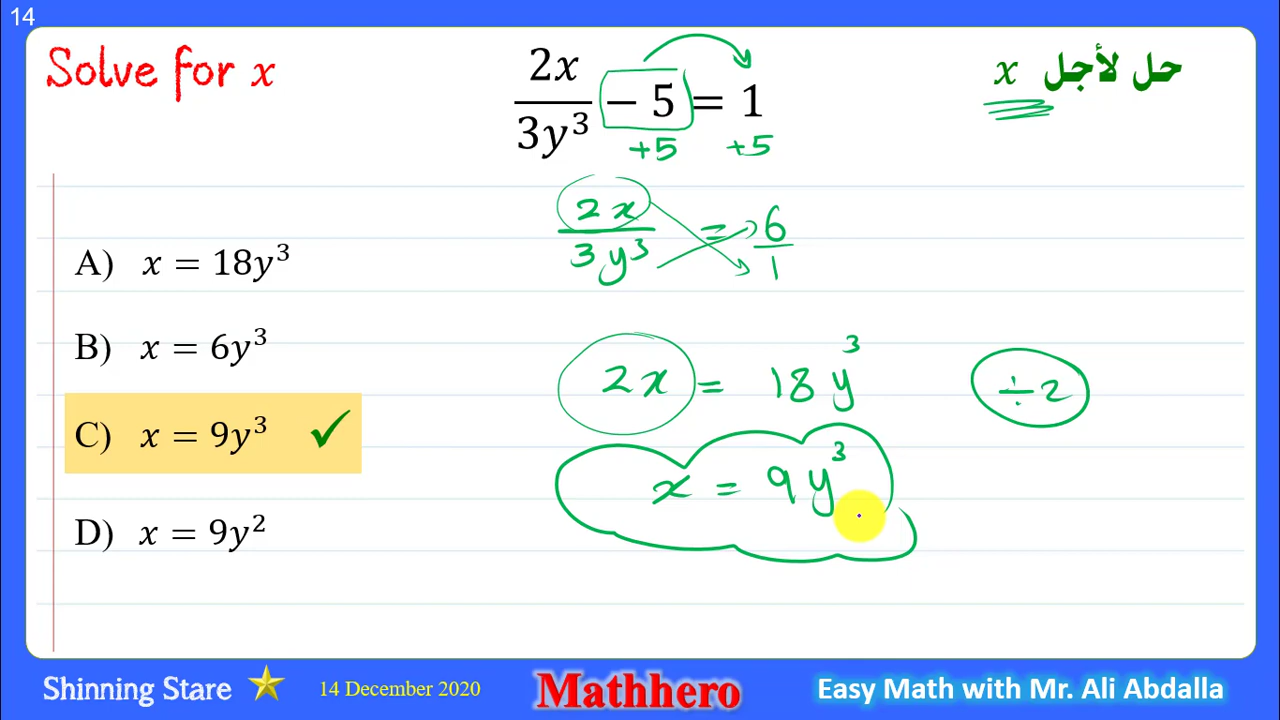 14
Solve for x
2x/3y³ − 5 = 1
حل لأجل x
+5 +5
2x/3y³ = 6/1
A) x = 18y³
B) x = 6y³
2x = 18y³ ÷2
C) x = 9y³ ✓
x = 9y³
D) x = 9y²
Shinning Stare
14 December 2020
Mathhero
Easy Math with Mr. Ali Abdalla